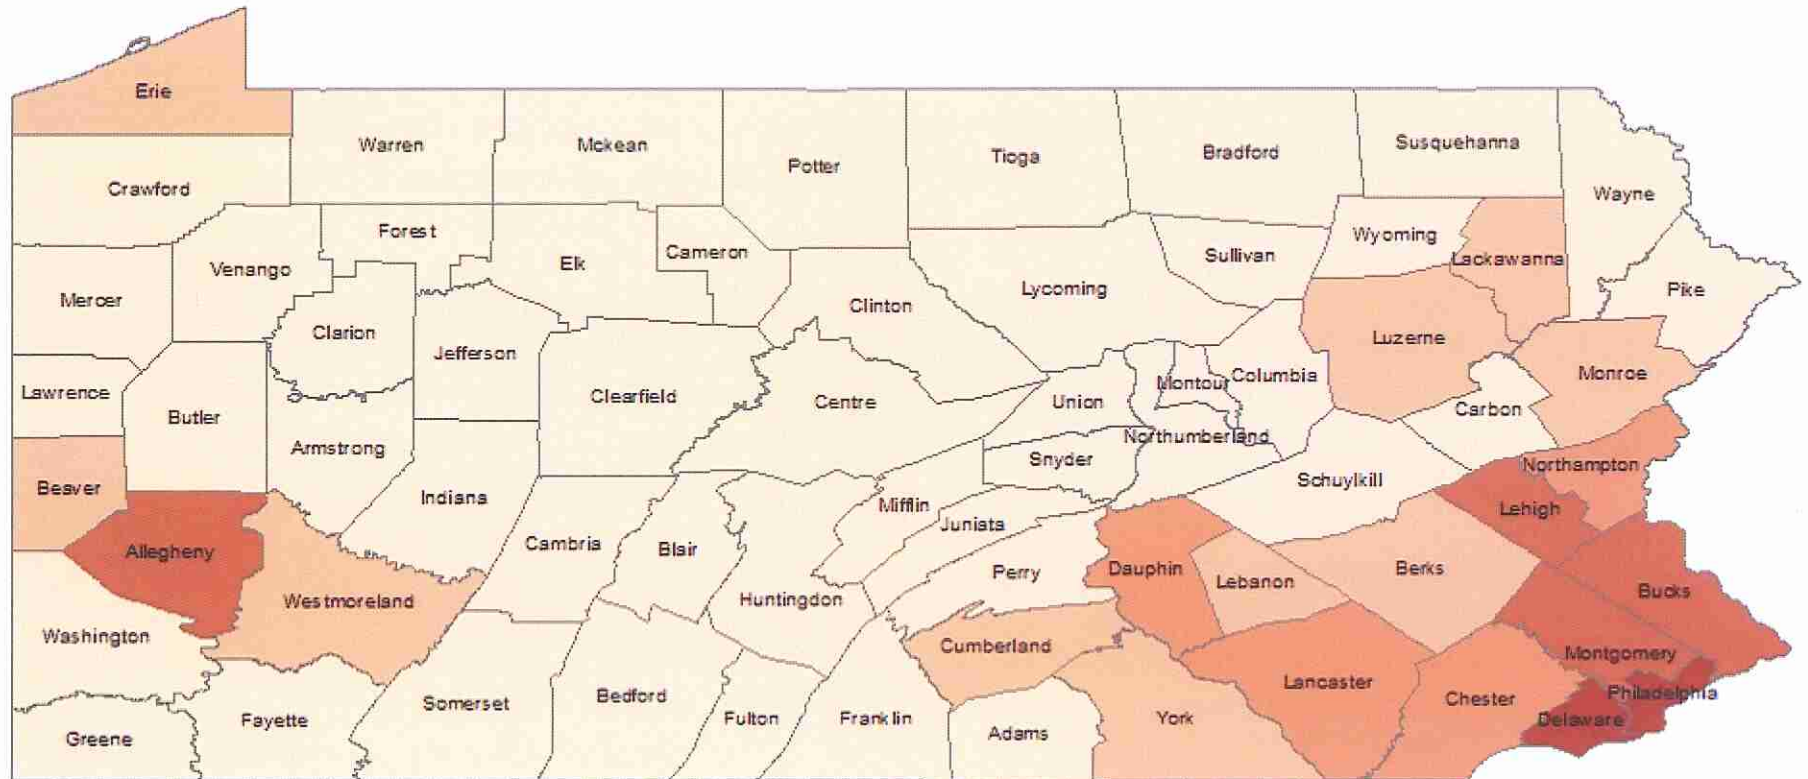 Erie
Warren
Mckean
Potter
Tioga
Bradford
Susquehanna
Crawford
Wayne
Forest
Wyoming
Venango
Elk
Cameron
Sullivan
Lackawanna
Mercer
Clinton
Lycoming
Pike
Clarion
Jefferson
Luzerne
Lawrence
Butler
Clearfield
Centre
Union
Montour
Columbia
Monroe
Carbon
Armstrong
Northumberland
Snyder
Northampton
Beaver
Indiana
Mifflin
Juniata
Schuylkill
Lehigh
Allegheny
Cambria
Blair
Perry
Dauphin
Lebanon
Berks
Westmoreland
Huntingdon
Bucks
Washington
Cumberland
Montgomery
Somerset
Bedford
Lancaster
Chester
Philadelphia
Greene
Fayette
Fulton
Franklin
Adams
York
Delaware